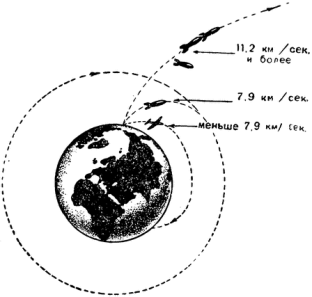 11,2 км /сек.
и более
7,9 км /сек.
меньше 7,9 км/ сек.